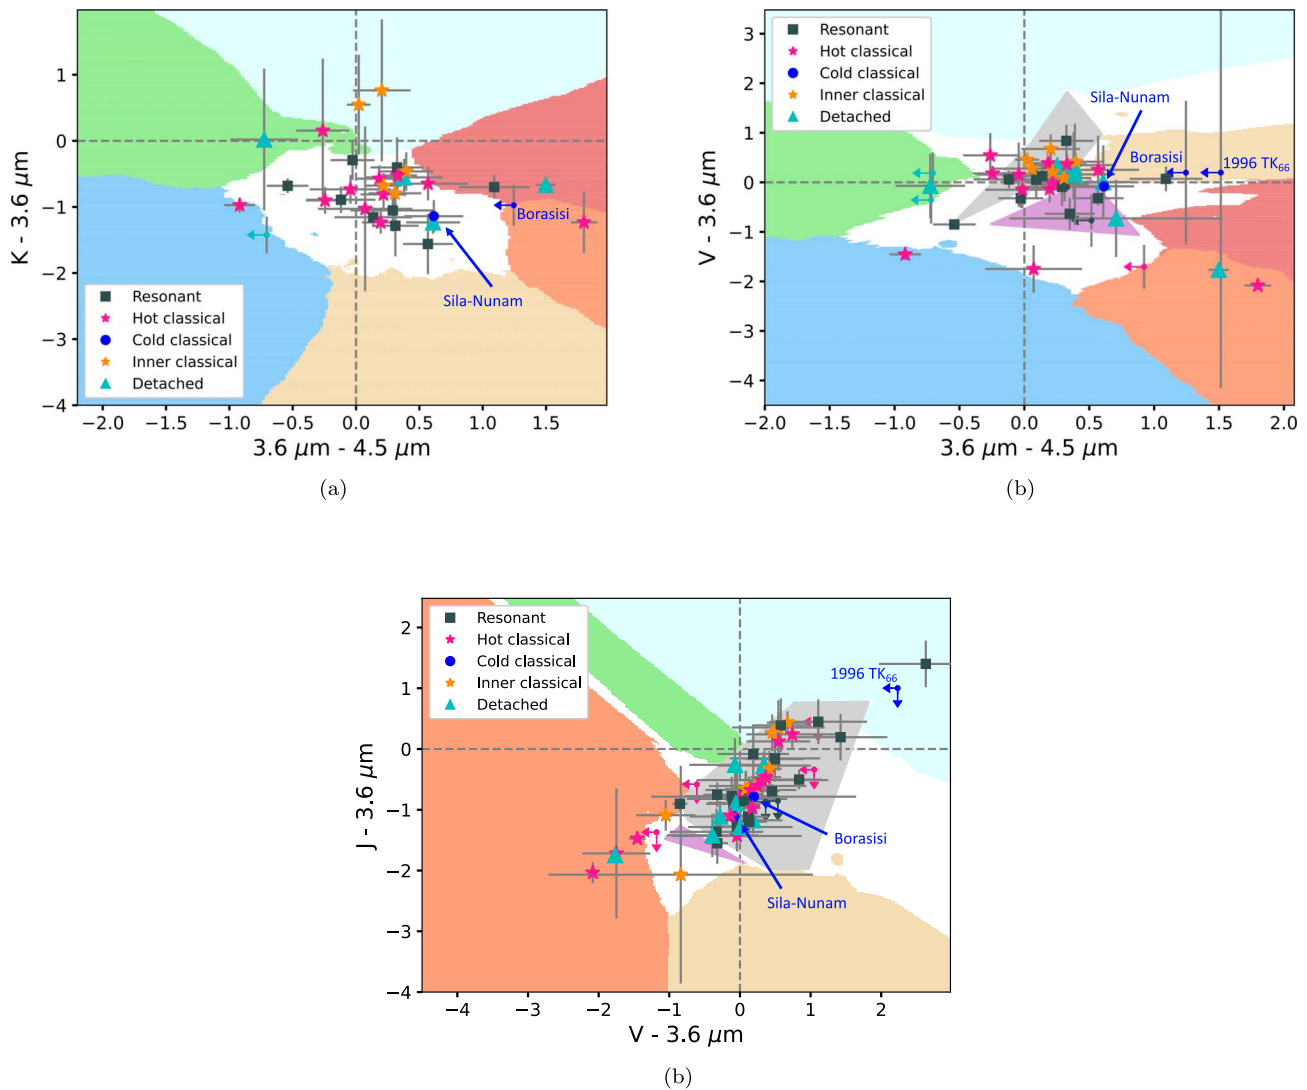 K - 3.6 μm
1
0
−1
−2
−3
−4
Borasisi
Sila-Nunam
Resonant
Hot classical
Cold classical
Inner classical
Detached
−2.0 −1.5 −1.0 −0.5 0.0 0.5 1.0 1.5
3.6 μm - 4.5 μm
(a)
V - 3.6 μm
3
2
1
0
−1
−2
−3
−4
Resonant
Hot classical
Cold classical
Inner classical
Detached
Sila-Nunam
Borasisi
1996 TK66
−2.0 −1.5 −1.0 −0.5 0.0 0.5 1.0 1.5 2.0
3.6 μm - 4.5 μm
(b)
J - 3.6 μm
2
1
0
−1
−2
−3
−4
Resonant
Hot classical
Cold classical
Inner classical
Detached
1996 TK66
Borasisi
Sila-Nunam
−4 −3 −2 −1 0 1 2
V - 3.6 μm
(b)